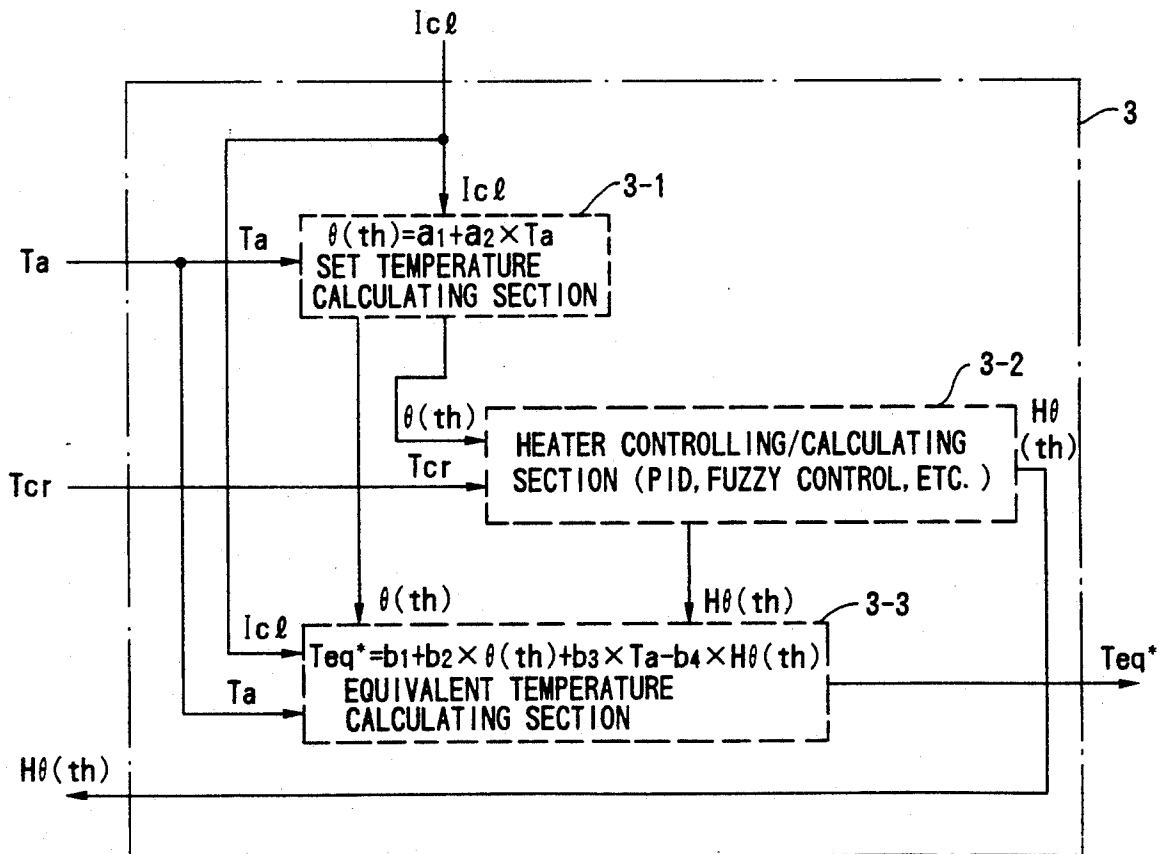 Icℓ
3
Icℓ
3-1
Ta
Ta
θ(th)=a1+a2×Ta
SET TEMPERATURE
CALCULATING SECTION
3-2
θ(th)
Hθ
(th)
HEATER CONTROLLING/CALCULATING
SECTION (PID, FUZZY CONTROL, ETC.)
Tcr
Tcr
θ(th)
Hθ(th)
3-3
Icℓ
Teq*=b1+b2×θ(th)+b3×Ta-b4×Hθ(th)
EQUIVALENT TEMPERATURE
CALCULATING SECTION
Teq*
Ta
Hθ(th)